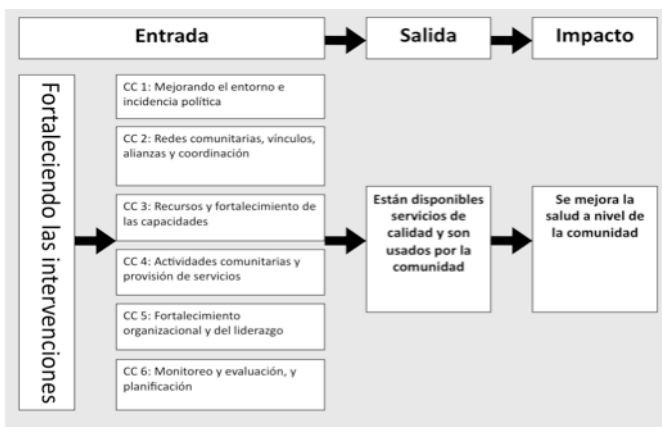 Entrada
Salida
Impacto
Fortaleciendo las intervenciones
CC 1: Mejorando el entorno e
incidencia política
CC 2: Redes comunitarias, vínculos,
alianzas y coordinación
CC 3: Recursos y fortalecimiento de
las capacidades
CC 4: Actividades comunitarias y
provisión de servicios
CC 5: Fortalecimiento
organizacional y del liderazgo
CC 6: Monitoreo y evaluación, y
planificación
Están disponibles
servicios de
calidad y son
usados por la
comunidad
Se mejora la
salud a nivel de
la comunidad